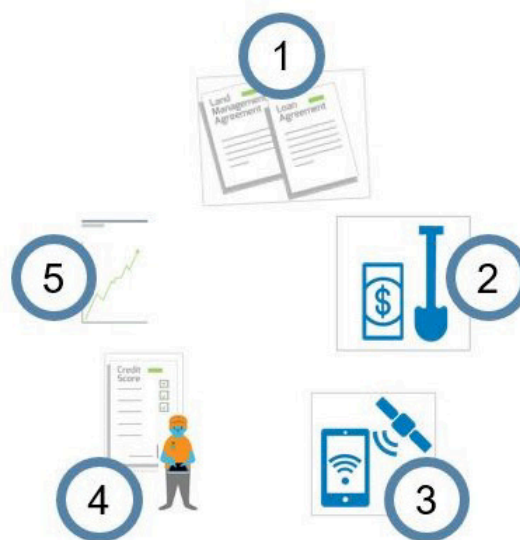 1
Land
Management
Agreement
Loan
Agreement
2
$
3
Credit
Score
4
5